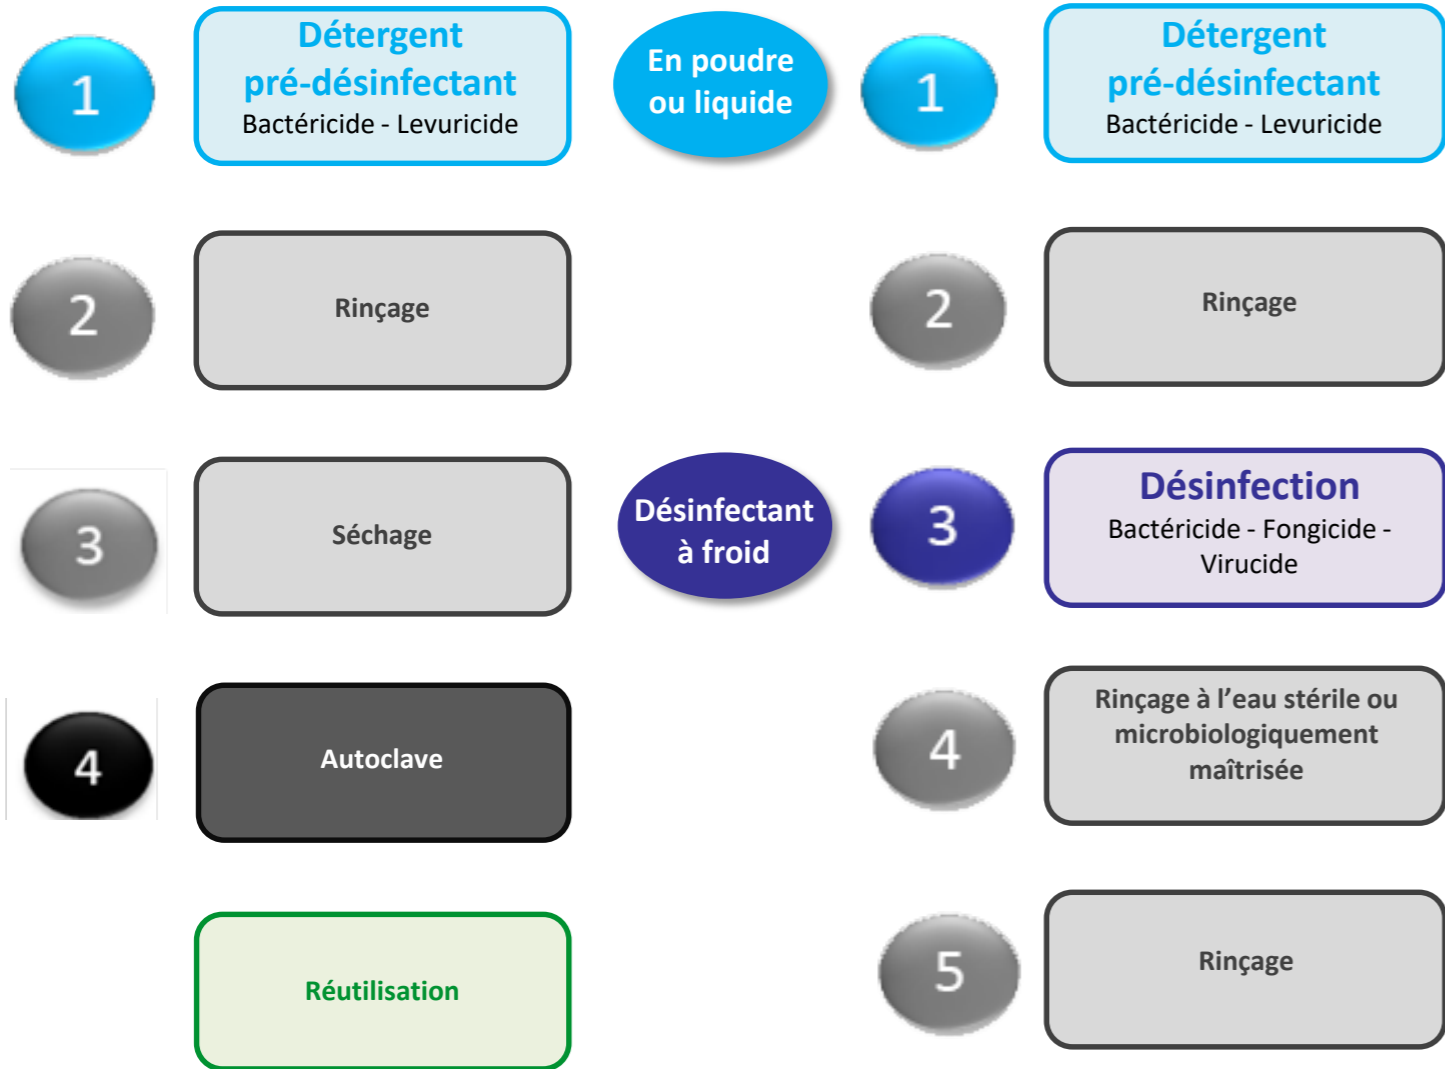 1
Détergent
pré-désinfectant
Bactéricide - Levuricide
En poudre
ou liquide
1
Détergent
pré-désinfectant
Bactéricide - Levuricide
2
Rinçage
2
Rinçage
3
Séchage
Désinfectant
à froid
3
Désinfection
Bactéricide - Fongicide -
Virucide
4
Autoclave
4
Rinçage à l’eau stérile ou
microbiologiquement
maîtrisée
Réutilisation
5
Rinçage